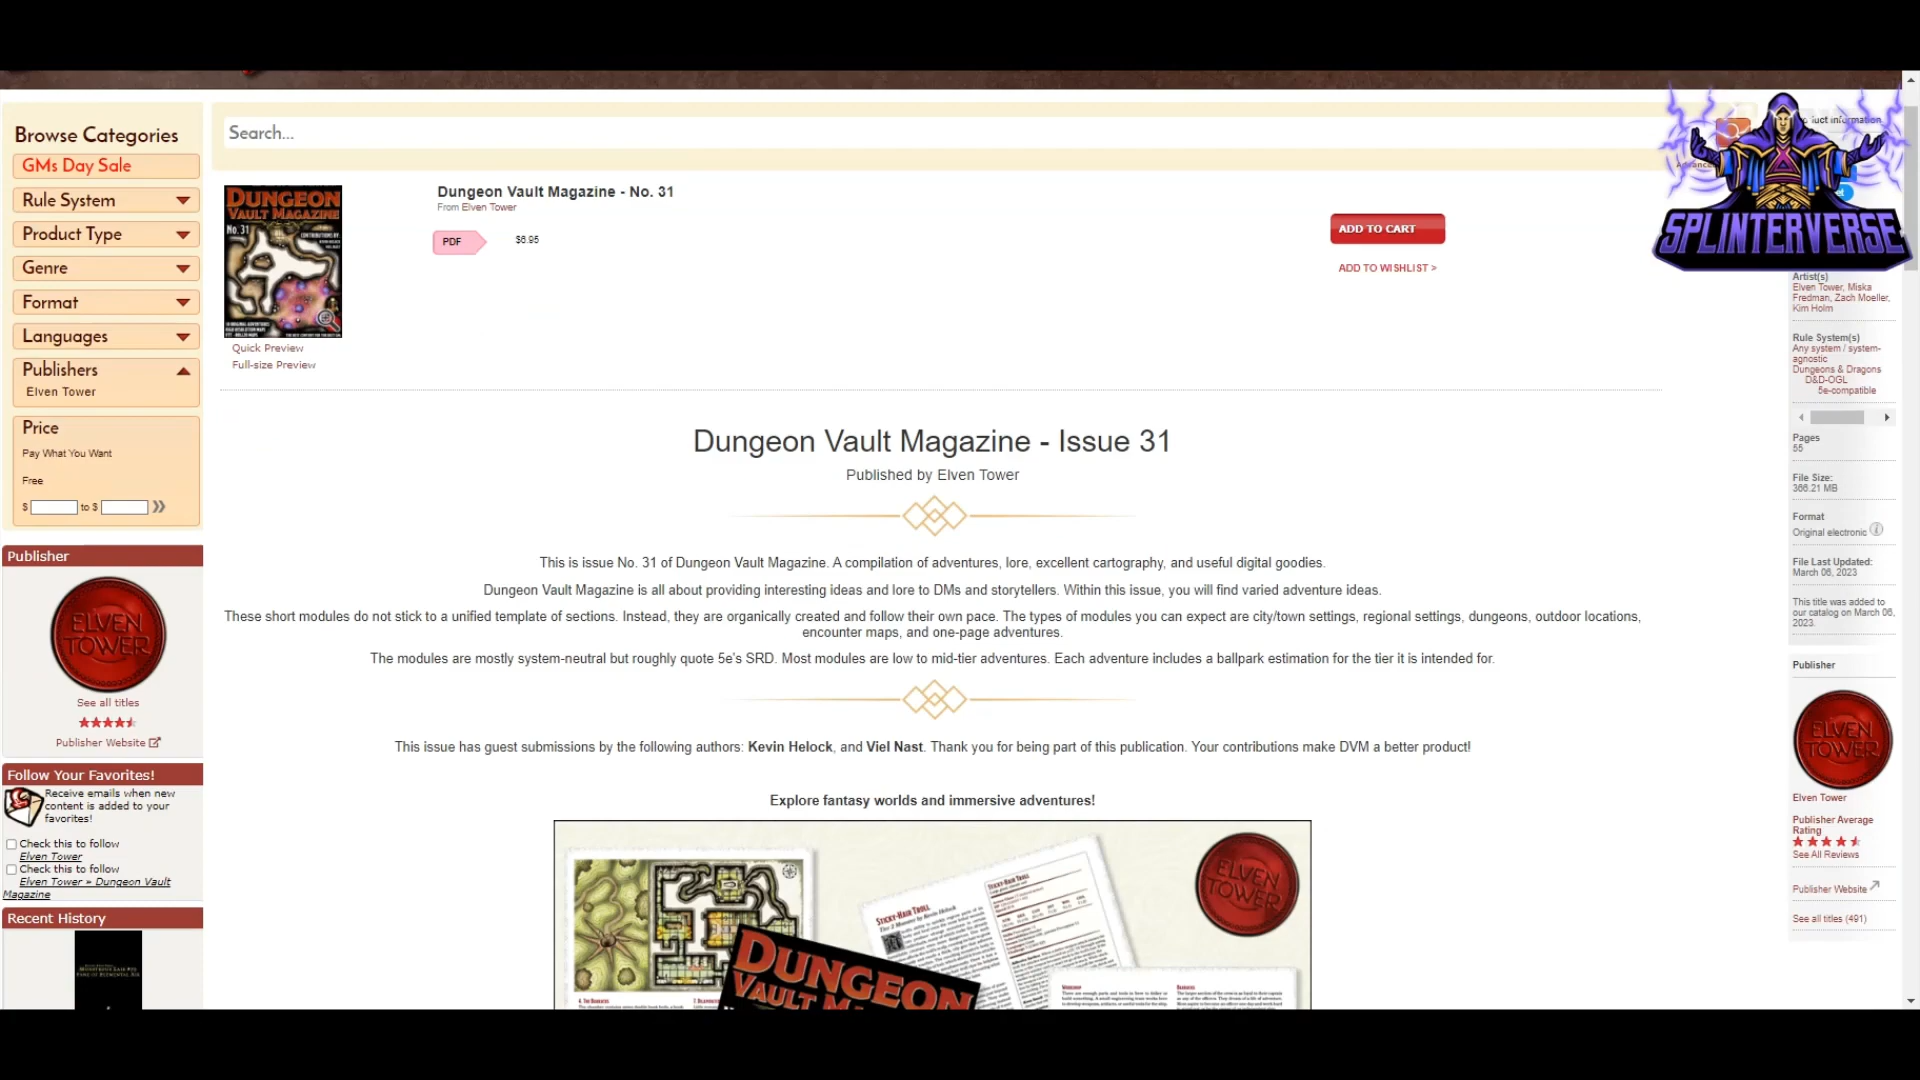 Browse Categories
GMs Day Sale
Rule System
Product Type
Genre
Format
Languages
Publishers
Elven Tower
Price
Pay What You Want
Free
$ to $
Publisher
ELVEN
TOWER
See all titles
Publisher Website
Follow Your Favorites!
Receive emails when new
content is added to your
favorites!
Check this to follow
Elven Tower
Check this to follow
Elven Tower » Dungeon Vault
Magazine
Recent History
Search...
DUNGEON
VAULT MAGAZINE
No. 31
Quick Preview
Full-size Preview
Dungeon Vault Magazine - No. 31
From Elven Tower
PDF
$6.95
ADD TO CART
ADD TO WISHLIST >
Dungeon Vault Magazine - Issue 31
Published by Elven Tower
This is issue No. 31 of Dungeon Vault Magazine. A compilation of adventures, lore, excellent cartography, and useful digital goodies.
Dungeon Vault Magazine is all about providing interesting ideas and lore to DMs and storytellers. Within this issue, you will find varied adventure ideas.
These short modules do not stick to a unified template of sections. Instead, they are organically created and follow their own pace. The types of modules you can expect are city/town settings, regional settings, dungeons, outdoor locations,
encounter maps, and one-page adventures.
The modules are mostly system-neutral but roughly quote 5e's SRD. Most modules are low to mid-tier adventures. Each adventure includes a ballpark estimation for the tier it is intended for.
This issue has guest submissions by the following authors: Kevin Helock, and Viel Nast. Thank you for being part of this publication. Your contributions make DVM a better product!
Explore fantasy worlds and immersive adventures!
ELVEN
TOWER
STICKY-HAIR TROLL
STICKY-HAIR TROLL
DUNGEON
VAULT M
SPLINTERVERSE
uct information
Artist(s)
Elven Tower, Miska
Fredman, Zach Moeller,
Kim Holm
Rule System(s)
Any system / system-
agnostic
Dungeons & Dragons
D&D-OGL
5e-compatible
Pages
55
File Size:
366.21 MB
Format
Original electronic
File Last Updated:
March 06, 2023
This title was added to
our catalog on March 06,
2023.
Publisher
ELVEN
TOWER
Elven Tower
Publisher Average
Rating
See All Reviews
Publisher Website
See all titles (491)